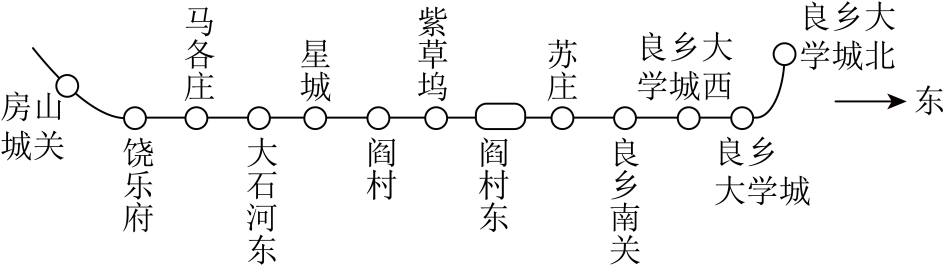 房山
城关
饶乐府
马各庄
大石河东
星城
阎村
紫草坞
阎村东
苏庄
良乡南关
良乡大
学城西
良乡
大学城
良乡大
学城北
东